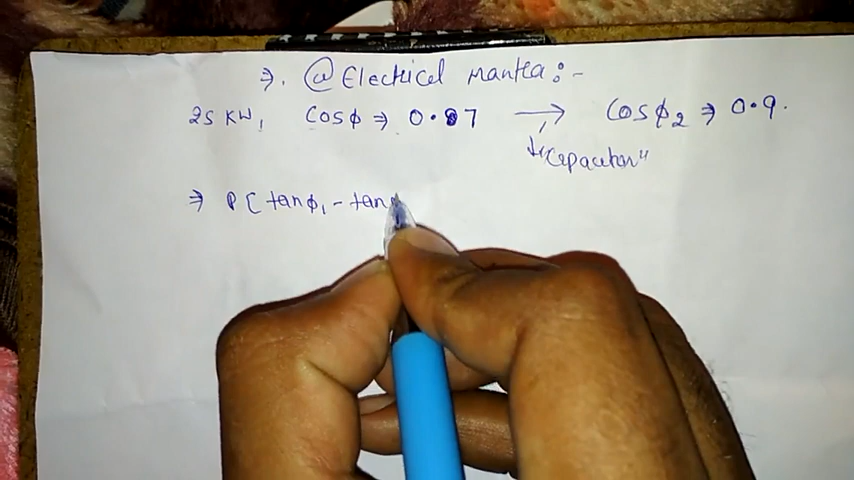 ⇒. @ Electrical mantra:-
25 KW, Cosϕ ⇒ 0.87 → Cosϕ2 ⇒ 0.9.
"Capacitor"
⇒ P[tanϕ1 - tan